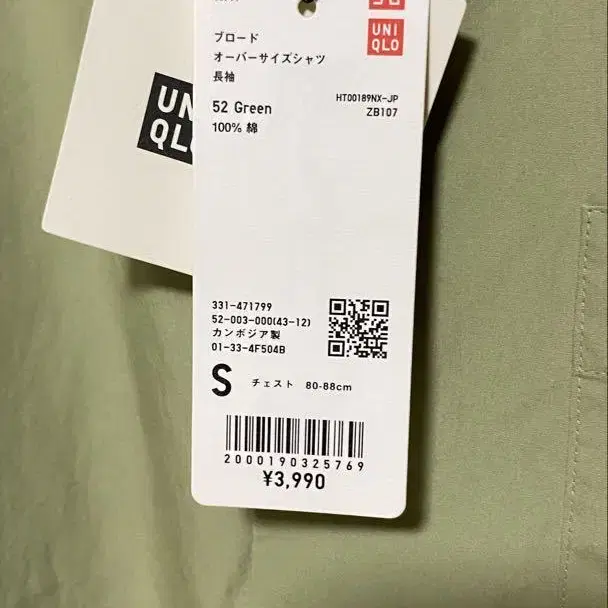 UNI
QLO
ブロード
オーバーサイズシャツ
長袖
52 Green
100% 綿
HT00189NX-JP
ZB107
331-471799
52-003-000(43-12)
カンボジア製
01-33-4F504B
S チェスト 80-88cm
2000190325769
¥3,990